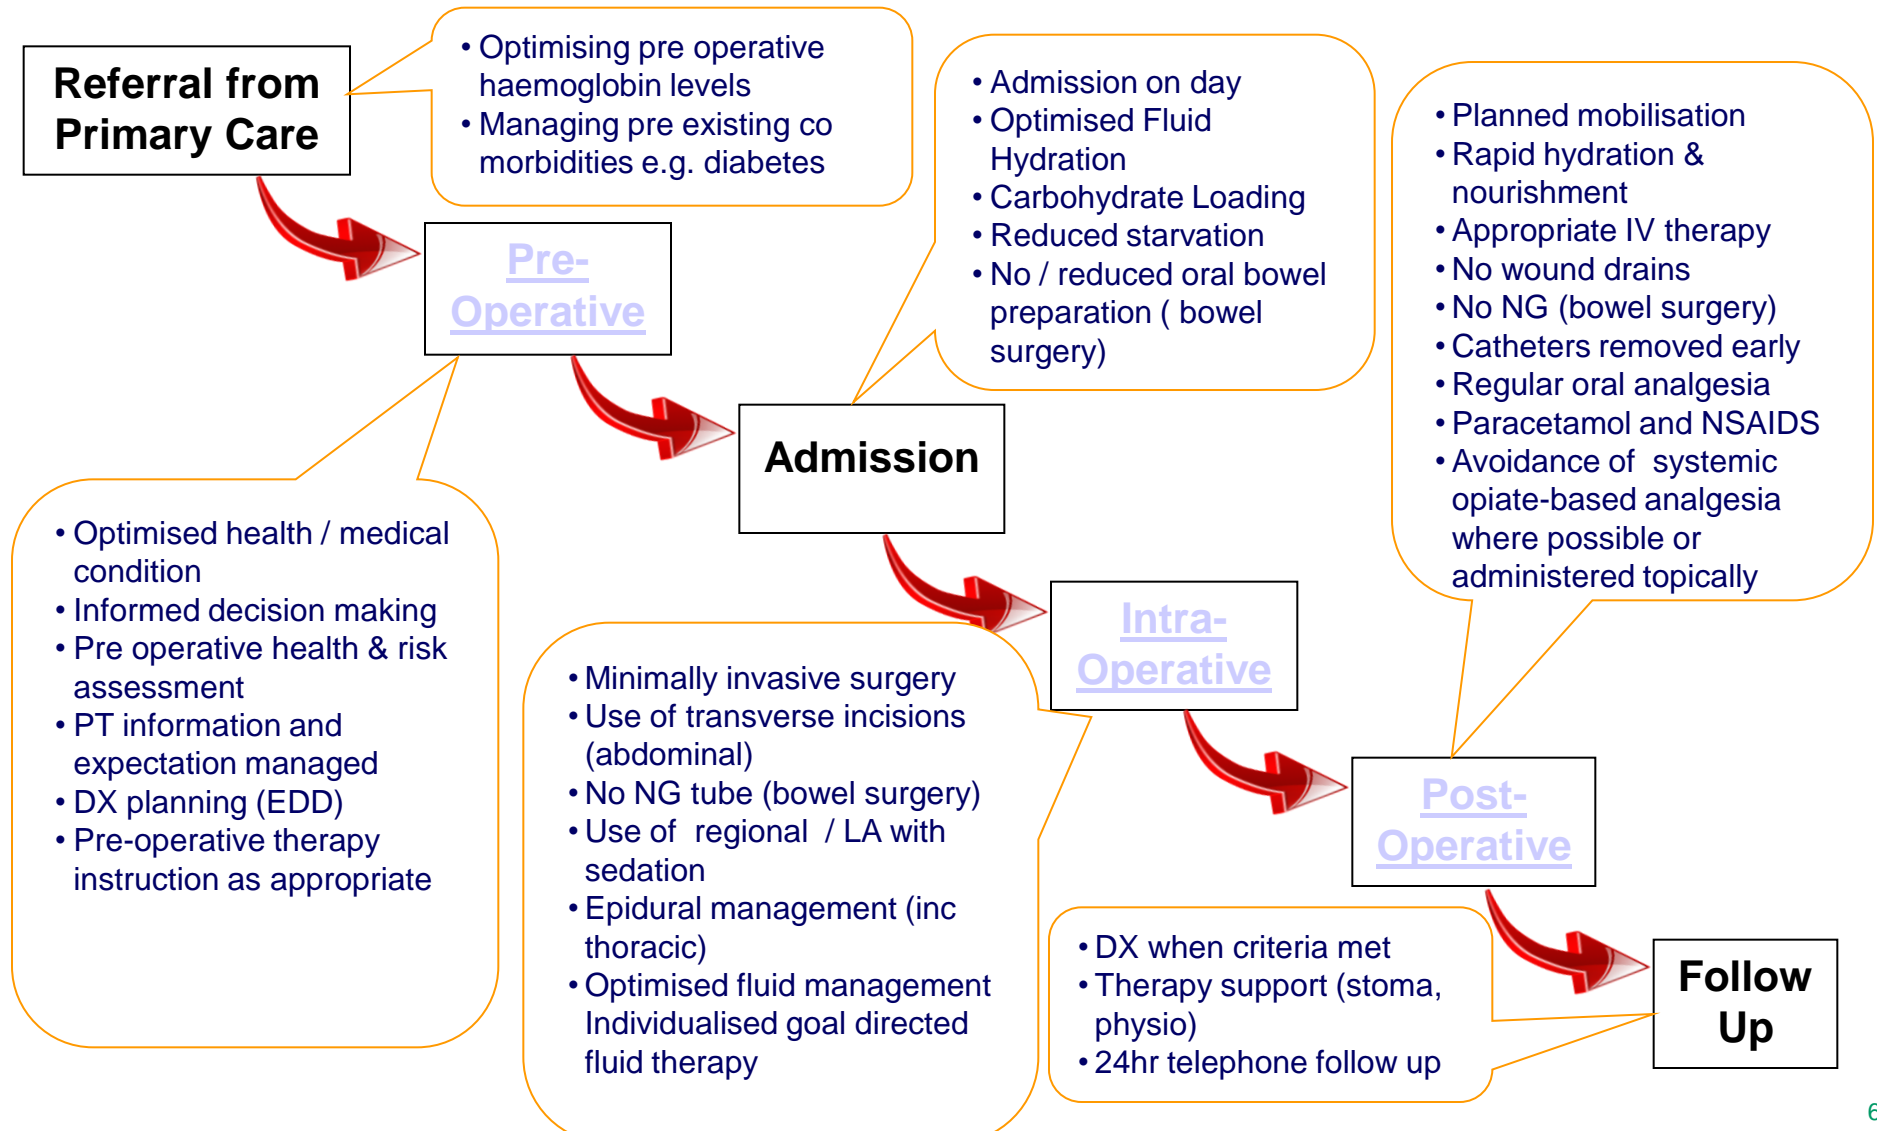 Referral from
Primary Care
• Optimising pre operative
haemoglobin levels
• Managing pre existing co
morbidities e.g. diabetes
Pre-
Operative
• Optimised health / medical
condition
• Informed decision making
• Pre operative health & risk
assessment
• PT information and
expectation managed
• DX planning (EDD)
• Pre-operative therapy
instruction as appropriate
• Admission on day
• Optimised Fluid
Hydration
• Carbohydrate Loading
• Reduced starvation
• No / reduced oral bowel
preparation ( bowel
surgery)
Admission
Intra-
Operative
• Minimally invasive surgery
• Use of transverse incisions
(abdominal)
• No NG tube (bowel surgery)
• Use of regional / LA with
sedation
• Epidural management (inc
thoracic)
• Optimised fluid management
Individualised goal directed
fluid therapy
• Planned mobilisation
• Rapid hydration &
nourishment
• Appropriate IV therapy
• No wound drains
• No NG (bowel surgery)
• Catheters removed early
• Regular oral analgesia
• Paracetamol and NSAIDS
• Avoidance of systemic
opiate-based analgesia
where possible or
administered topically
Post-
Operative
• DX when criteria met
• Therapy support (stoma,
physio)
• 24hr telephone follow up
Follow
Up
6